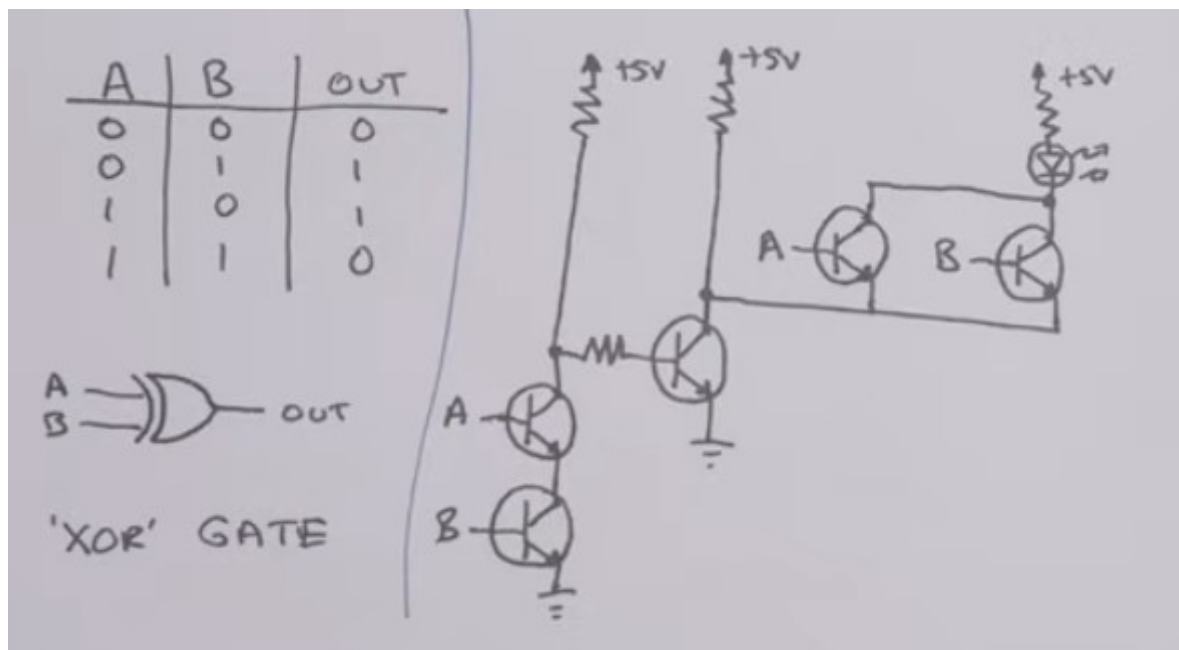 A B OUT
0 0 0
0 1 1
1 0 1
1 1 0
A
B
OUT
'XOR' GATE
+5V
+5V
+5V
A
B
A
B